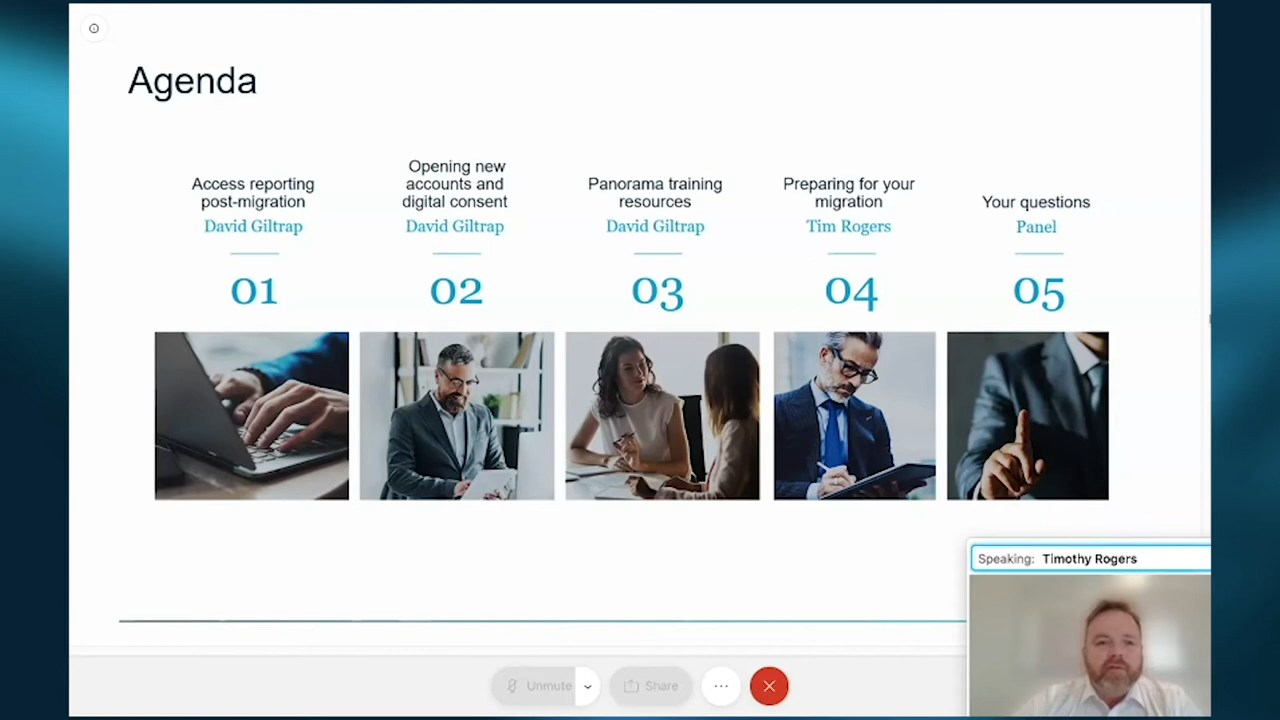 Agenda
Access reporting
post-migration
David Giltrap
01
Opening new
accounts and
digital consent
David Giltrap
02
Panorama training
resources
David Giltrap
03
Preparing for your
migration
Tim Rogers
04
Your questions
Panel
05
Speaking: Timothy Rogers
Unmute
Share